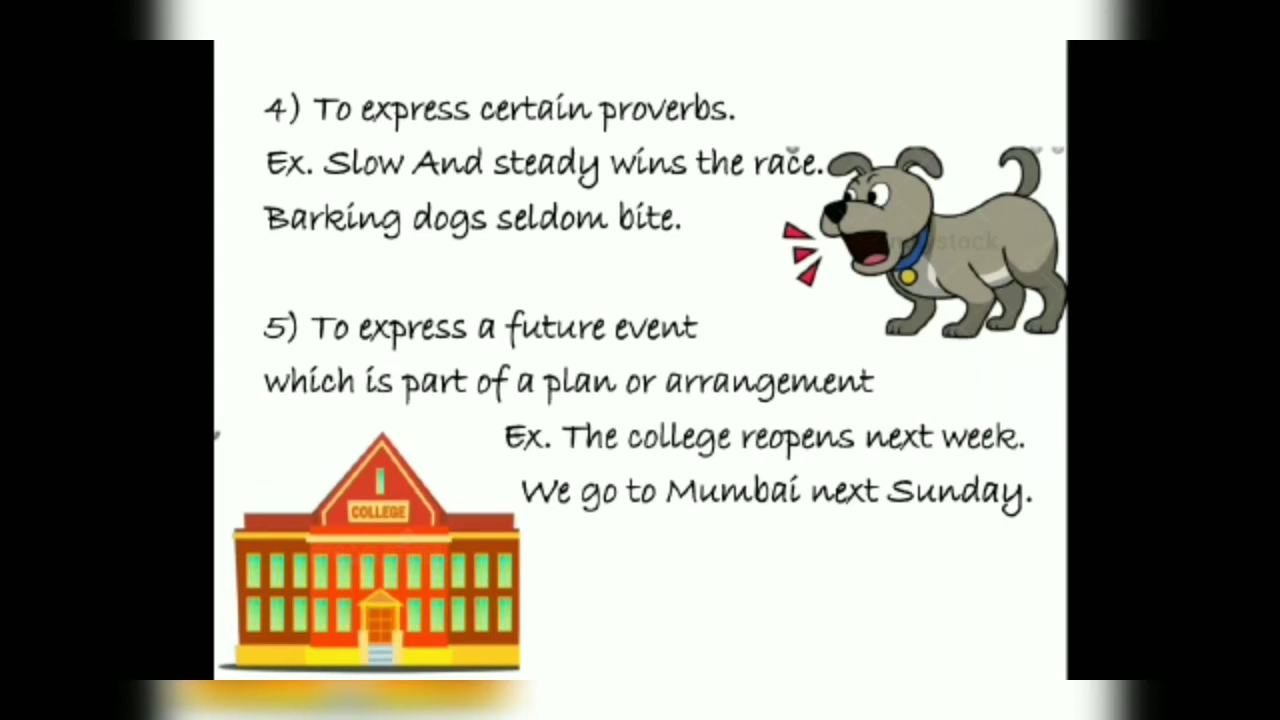 4) To express certain proverbs.
Ex. Slow And steady wins the race.
Barking dogs seldom bite.
5) To express a future event
which is part of a plan or arrangement
Ex. The college reopens next week.
We go to Mumbai next Sunday.
COLLEGE